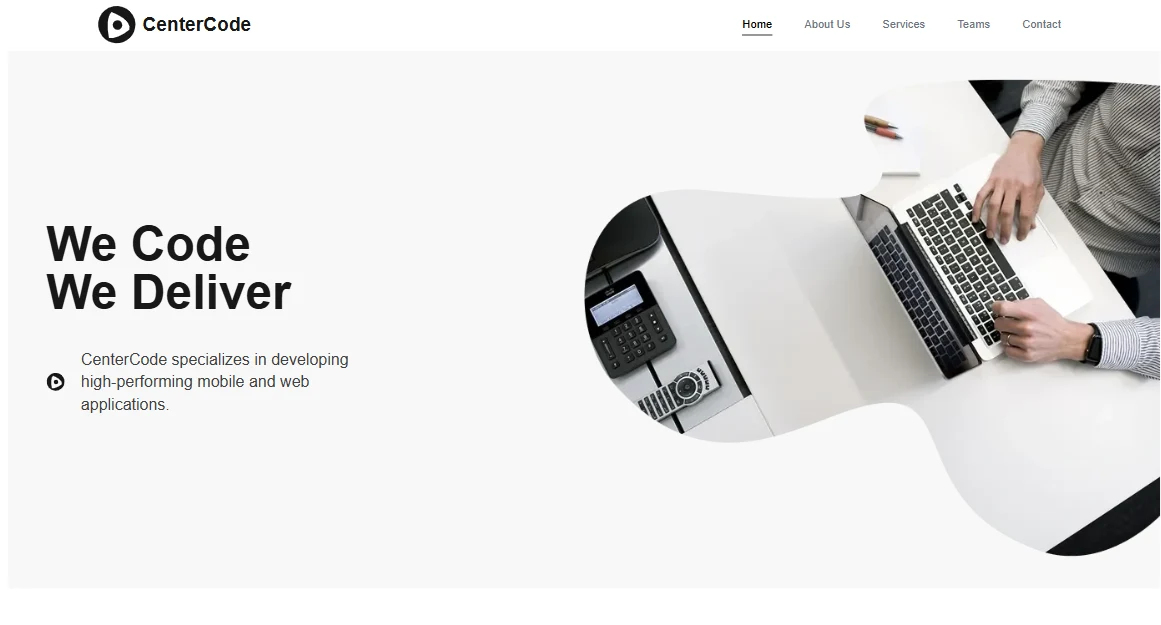 CenterCode
Home
About Us
Services
Teams
Contact
We Code
We Deliver
CenterCode specializes in developing
high-performing mobile and web
applications.